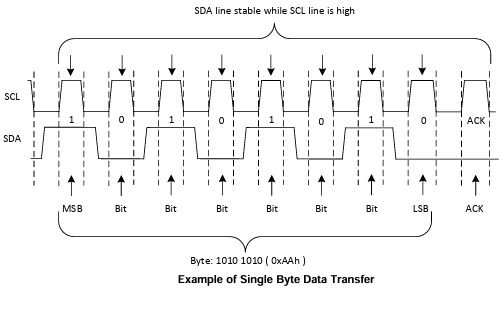 SDA line stable while SCL line is high
SCL
1 0 1 0 1 0 1 0 ACK
SDA
MSB Bit Bit Bit Bit Bit Bit LSB ACK
Byte: 1010 1010 ( 0xAAh )
Example of Single Byte Data Transfer